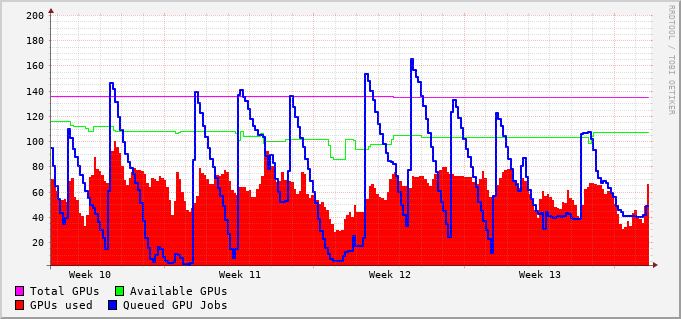 200
180
160
140
120
100
80
60
40
20
Week 10 Week 11 Week 12 Week 13
Total GPUs Available GPUs
GPUs used Queued GPU Jobs
RRDTOOL / TOBI OETIKER